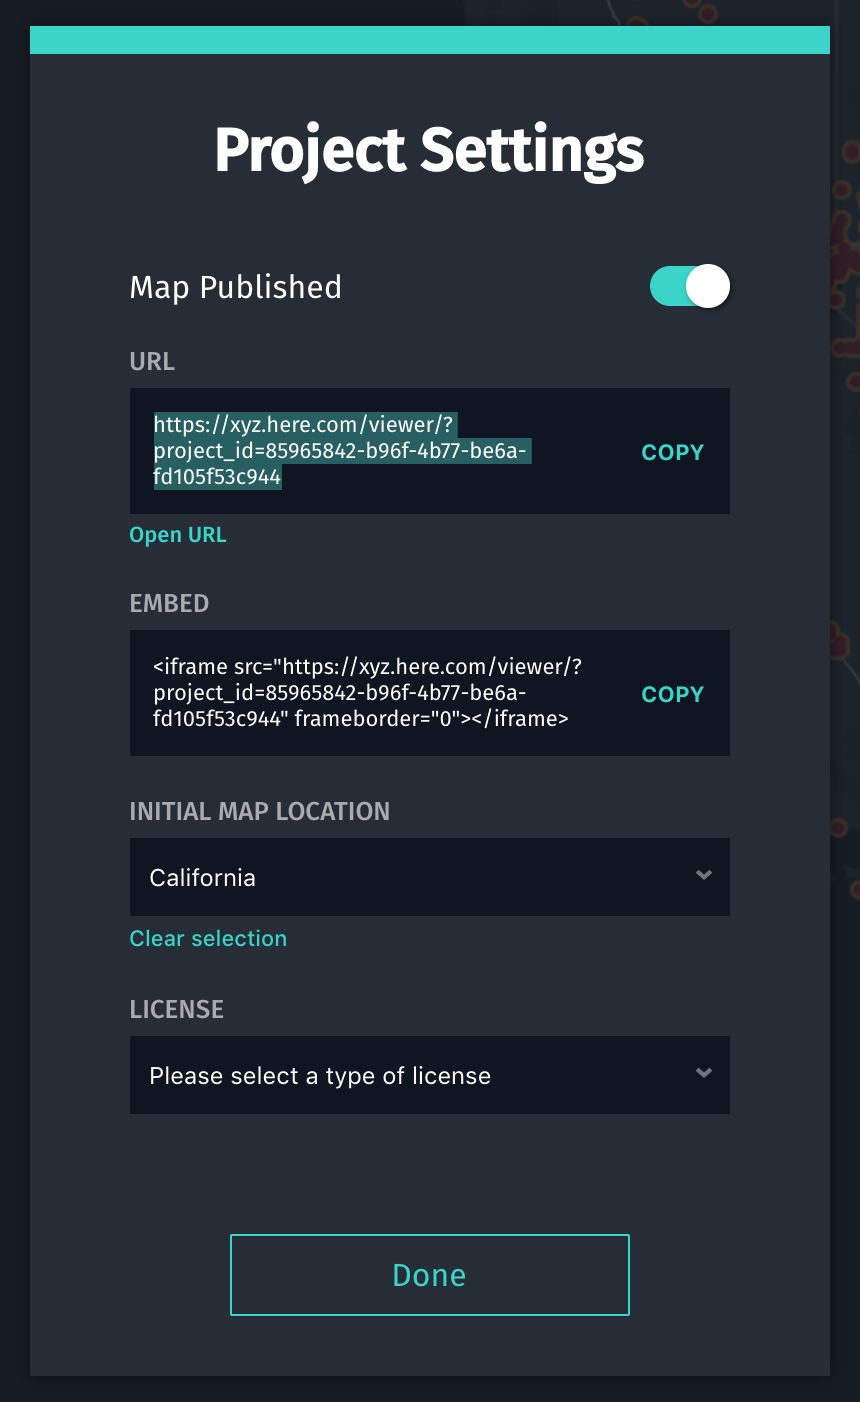 Project Settings
Map Published
URL
https://xyz.here.com/viewer/?
project_id=85965842-b96f-4b77-be6a-
fd105f53c944
COPY
Open URL
EMBED
<iframe src="https://xyz.here.com/viewer/?
project_id=85965842-b96f-4b77-be6a-
fd105f53c944" frameborder="0"></iframe>
COPY
INITIAL MAP LOCATION
California
Clear selection
LICENSE
Please select a type of license
Done